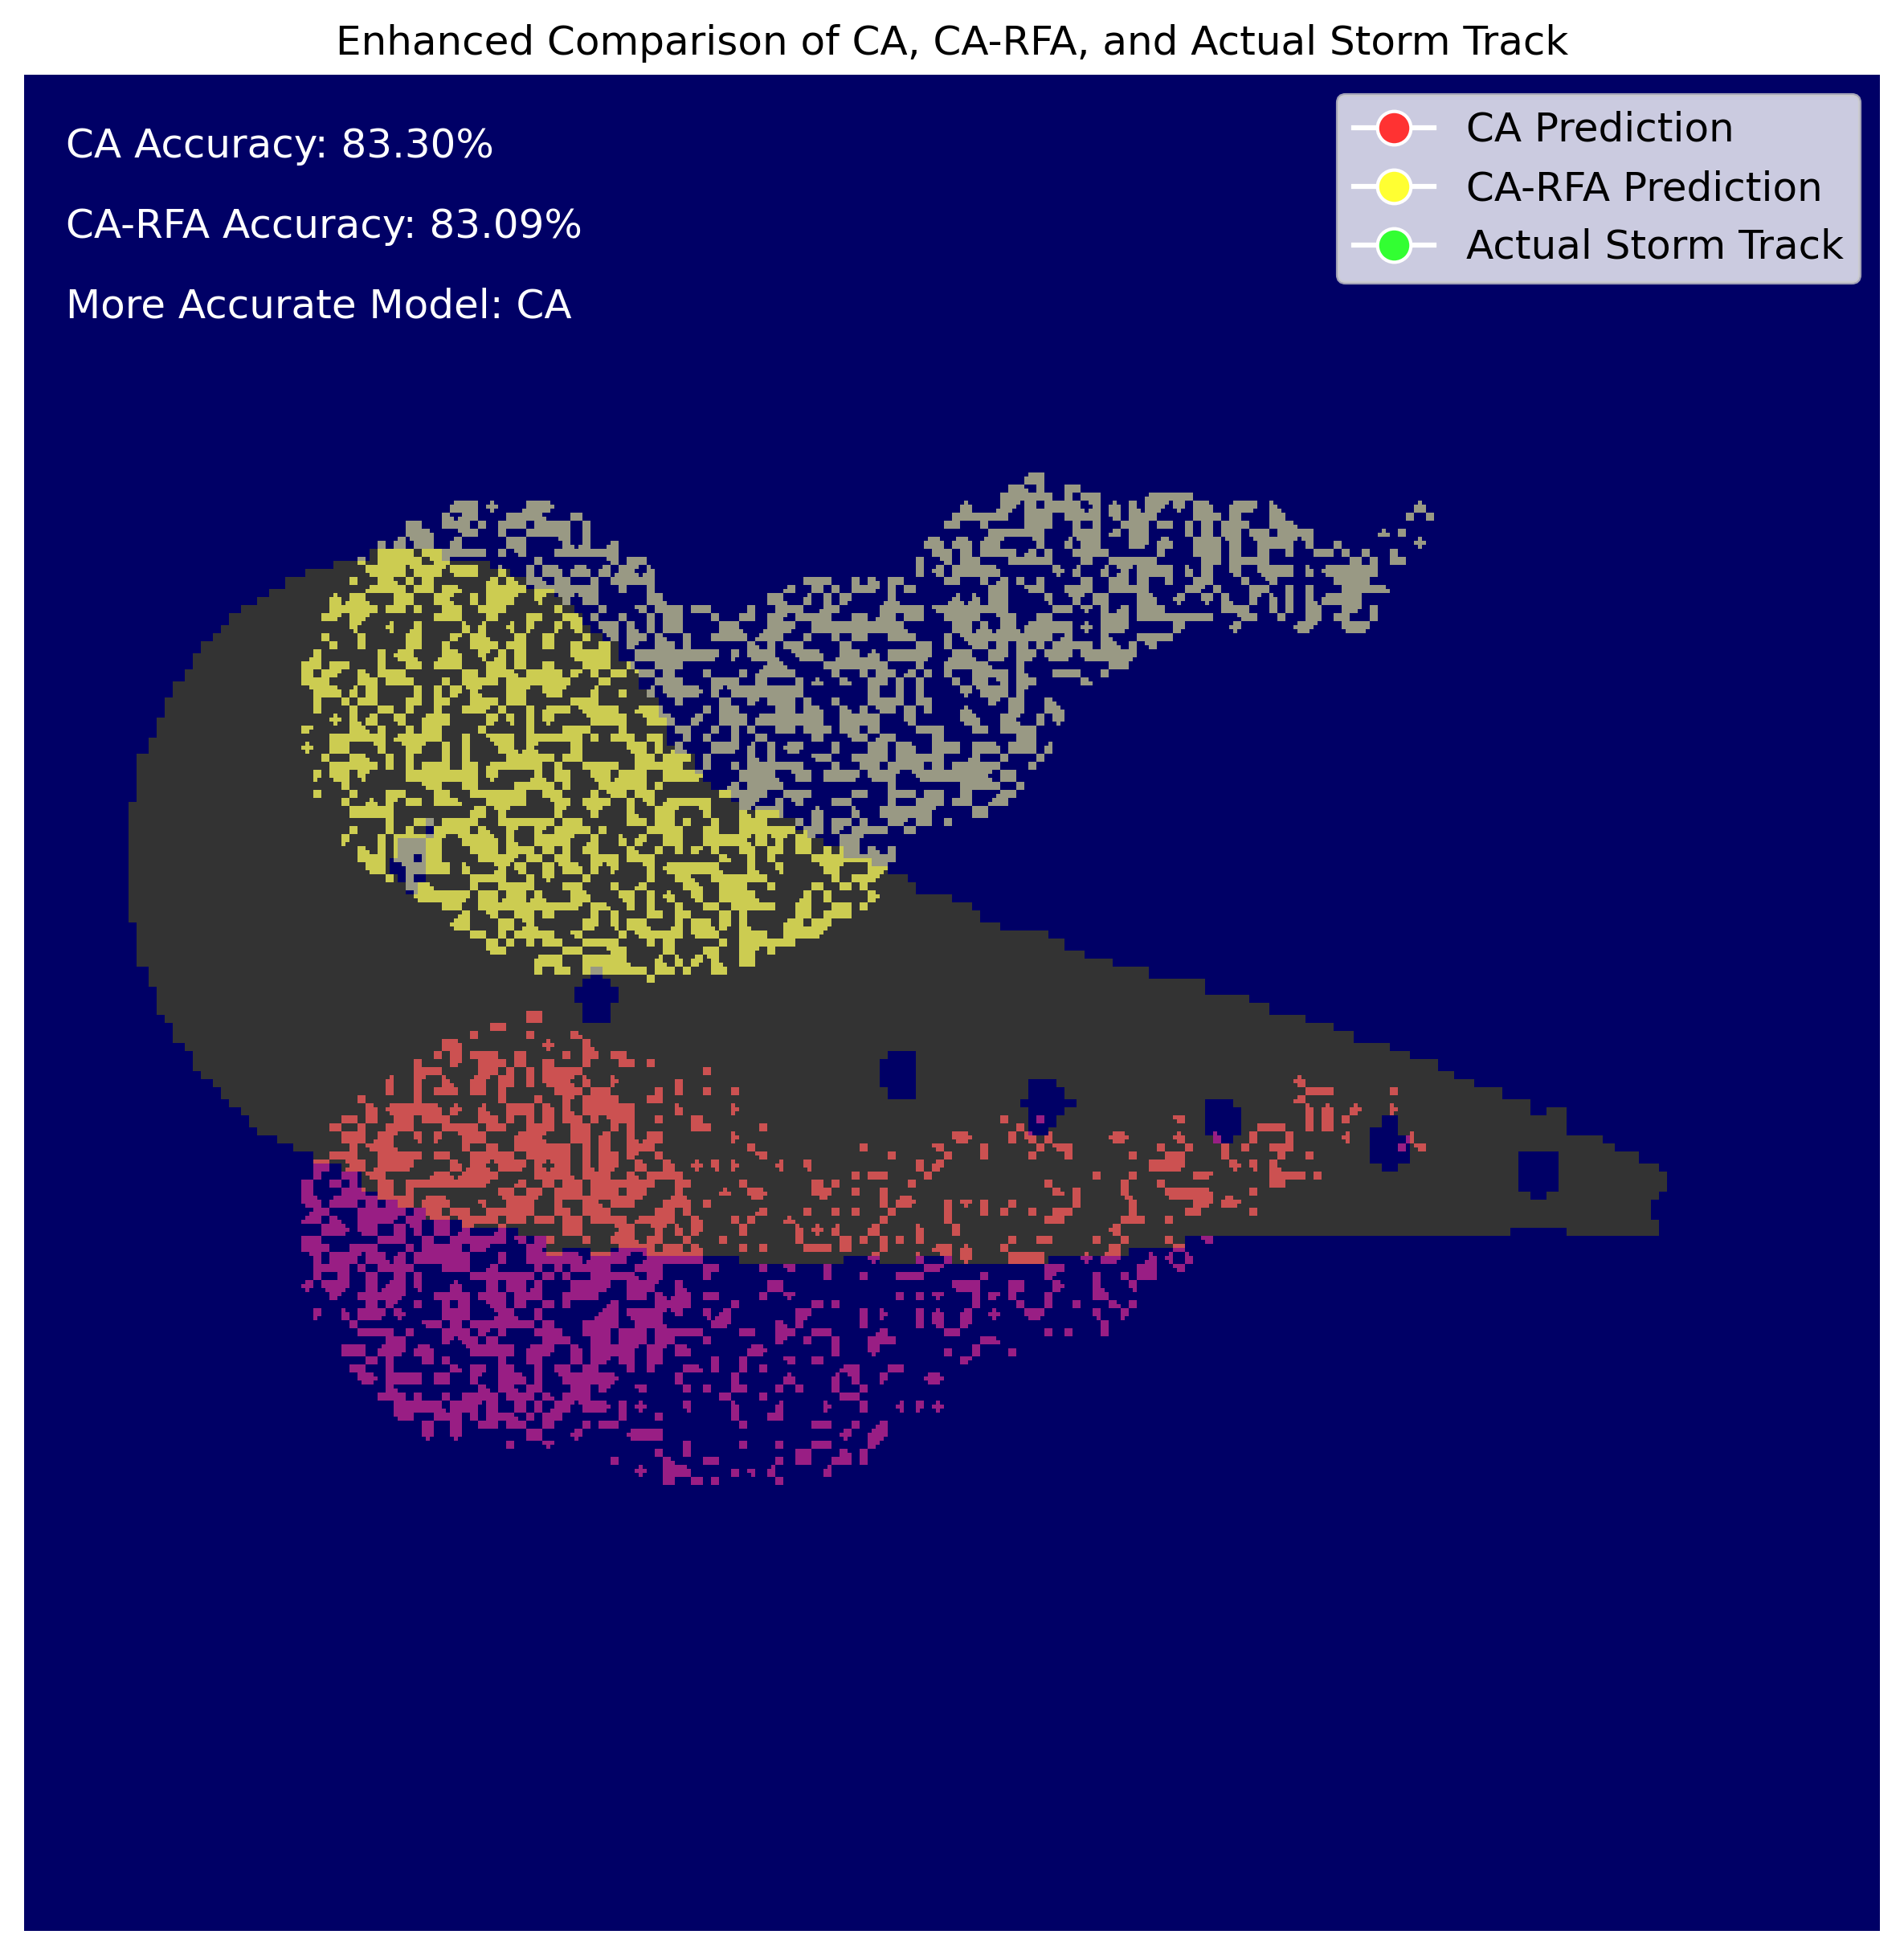 Enhanced Comparison of CA, CA-RFA, and Actual Storm Track
CA Accuracy: 83.30%
CA-RFA Accuracy: 83.09%
More Accurate Model: CA
CA Prediction
CA-RFA Prediction
Actual Storm Track